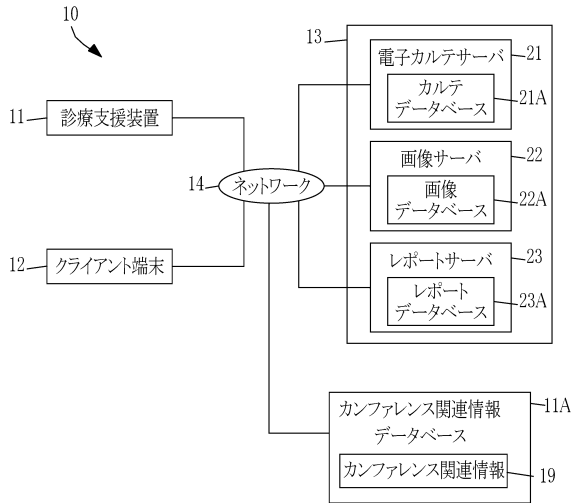 10
11
診療支援装置
12
クライアント端末
14
ネットワーク
13
電子カルテサーバ
21
カルテ
データベース
21A
画像サーバ
22
画像
データベース
22A
レポートサーバ
23
レポート
データベース
23A
カンファレンス関連情報
データベース
11A
カンファレンス関連情報
19